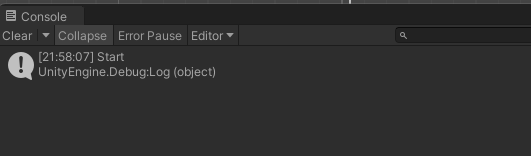 Console
Clear Collapse Error Pause Editor
[21:58:07] Start
UnityEngine.Debug:Log (object)